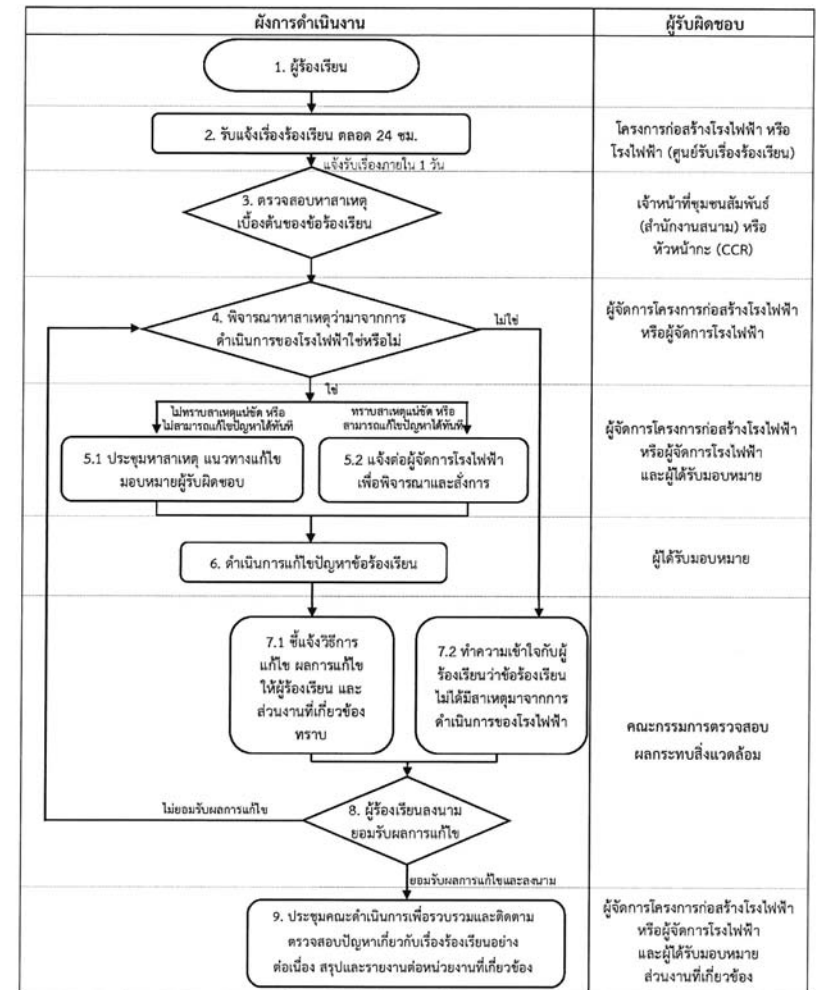 ผังการดำเนินงาน
ผู้รับผิดชอบ
1. ผู้ร้องเรียน
2. รับแจ้งเรื่องร้องเรียน ตลอด 24 ชม.
โครงการก่อสร้างโรงไฟฟ้า หรือ
โรงไฟฟ้า (ศูนย์รับเรื่องร้องเรียน)
แจ้งรับเรื่องภายใน 1 วัน
3. ตรวจสอบหาสาเหตุ
เบื้องต้นของข้อร้องเรียน
เจ้าหน้าที่ชุมชนสัมพันธ์
(สำนักงานสนาม) หรือ
หัวหน้ากะ (CCR)
4. พิจารณาหาสาเหตุว่ามาจากการ
ดำเนินการของโรงไฟฟ้าใช่หรือไม่
ไม่ใช่
ใช่
ผู้จัดการโครงการก่อสร้างโรงไฟฟ้า
หรือผู้จัดการโรงไฟฟ้า
ไม่ทราบสาเหตุแน่ชัด หรือ
ไม่สามารถแก้ไขปัญหาได้ทันที
ทราบสาเหตุแน่ชัด หรือ
สามารถแก้ไขปัญหาได้ทันที
5.1 ประชุมหาสาเหตุ แนวทางแก้ไข
มอบหมายผู้รับผิดชอบ
5.2 แจ้งต่อผู้จัดการโรงไฟฟ้า
เพื่อพิจารณาและสั่งการ
ผู้จัดการโครงการก่อสร้างโรงไฟฟ้า
หรือผู้จัดการโรงไฟฟ้า
และผู้ได้รับมอบหมาย
6. ดำเนินการแก้ไขปัญหาข้อร้องเรียน
ผู้ได้รับมอบหมาย
7.1 ชี้แจงวิธีการ
แก้ไข ผลการแก้ไข
ให้ผู้ร้องเรียน และ
ส่วนงานที่เกี่ยวข้อง
ทราบ
7.2 ทำความเข้าใจกับผู้
ร้องเรียนว่าข้อร้องเรียน
ไม่ได้มีสาเหตุมาจากการ
ดำเนินการของโรงไฟฟ้า
คณะกรรมการตรวจสอบ
ผลกระทบสิ่งแวดล้อม
ไม่ยอมรับผลการแก้ไข
8. ผู้ร้องเรียนลงนาม
ยอมรับผลการแก้ไข
ยอมรับผลการแก้ไขและลงนาม
9. ประชุมคณะดำเนินการเพื่อรวบรวมและติดตาม
ตรวจสอบปัญหาเกี่ยวกับเรื่องร้องเรียนอย่าง
ต่อเนื่อง สรุปและรายงานต่อหน่วยงานที่เกี่ยวข้อง
ผู้จัดการโครงการก่อสร้างโรงไฟฟ้า
หรือผู้จัดการโรงไฟฟ้า
และผู้ได้รับมอบหมาย
ส่วนงานที่เกี่ยวข้อง